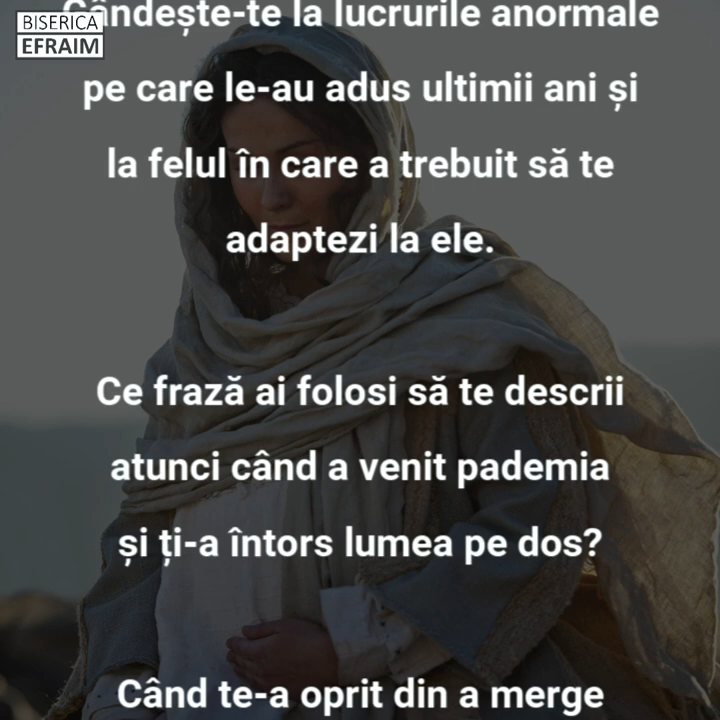 BISERICA
EFRAIM
Gândește-te la lucrurile anormale
pe care le-au adus ultimii ani și
la felul în care a trebuit să te
adaptezi la ele.
Ce frază ai folosi să te descrii
atunci când a venit pademia
și ți-a întors lumea pe dos?
Când te-a oprit din a merge